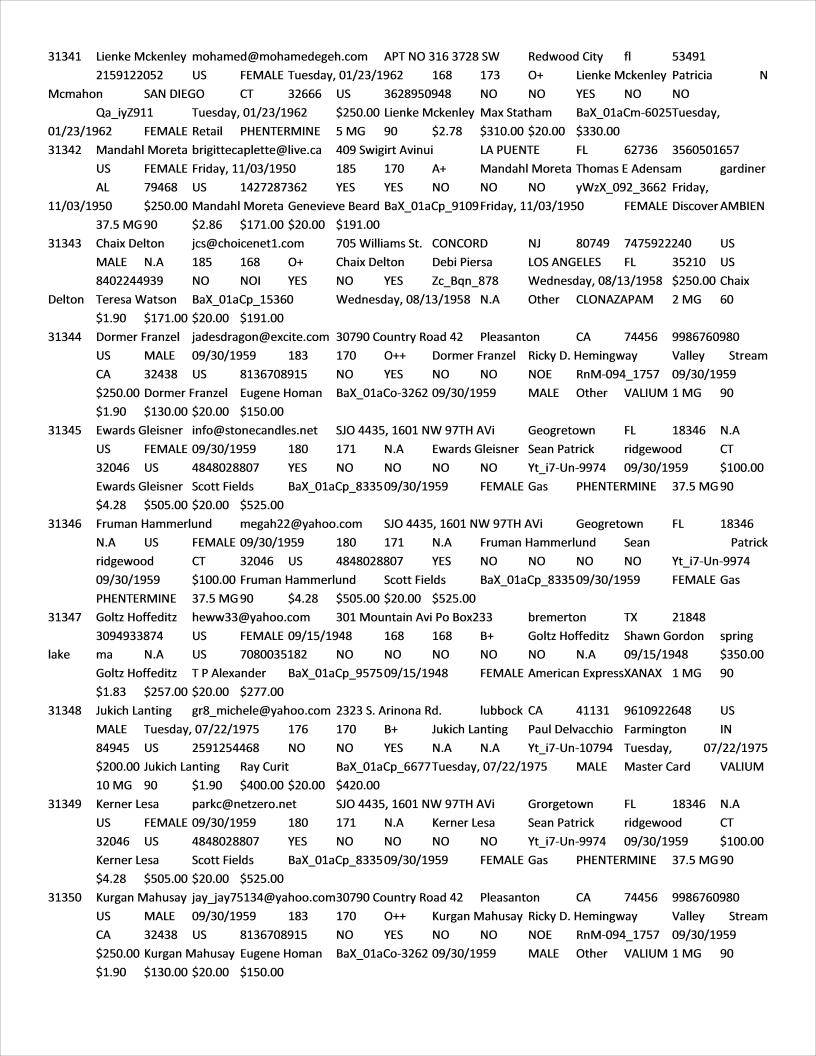 31341 Lienke Mckenley mohamed@mohamedegeh.com APT NO 316 3728 SW Redwood City fl 53491
2159122052 US FEMALE Tuesday, 01/23/1962 168 173 O+ Lienke Mckenley Patricia N
Mcmahon SAN DIEGO CT 32666 US 3628950948 NO NO YES NO NO
Qa_iyZ911 Tuesday, 01/23/1962 $250.00 Lienke Mckenley Max Statham BaX_01aCm-6025Tuesday,
01/23/1962 FEMALE Retail PHENTERMINE 5 MG 90 $2.78 $310.00 $20.00 $330.00
31342 Mandahl Moreta brigittecaplette@live.ca 409 Swigirt Avinui LA PUENTE FL 62736 3560501657
US FEMALE Friday, 11/03/1950 185 170 A+ Mandahl Moreta Thomas E Adensam gardiner
AL 79468 US 1427287362 YES YES NO NO NO yWzX_092_3662 Friday,
11/03/1950 $250.00 Mandahl Moreta Genevieve Beard BaX_01aCp_9109Friday, 11/03/1950 FEMALE Discover AMBIEN
37.5 MG 90 $2.86 $171.00 $20.00 $191.00
31343 Chaix Delton jcs@choicenet1.com 705 Williams St. CONCORD NJ 80749 7475922240 US
MALE N.A 185 168 O+ Chaix Delton Debi Piersa LOS ANGELES FL 35210 US
8402244939 NO NOI YES NO YES Zc_Bqn_878 Wednesday, 08/13/1958 $250.00 Chaix
Delton Teresa Watson BaX_01aCp_15360 Wednesday, 08/13/1958 N.A Other CLONAZAPAM 2 MG 60
$1.90 $171.00 $20.00 $191.00
31344 Dormer Franzel jadesdragon@excite.com 30790 Country Road 42 Pleasanton CA 74456 9986760980
US MALE 09/30/1959 183 170 O++ Dormer Franzel Ricky D. Hemingway Valley Stream
CA 32438 US 8136708915 NO YES NO NO NOE RnM-094_1757 09/30/1959
$250.00 Dormer Franzel Eugene Homan BaX_01aCo-3262 09/30/1959 MALE Other VALIUM 1 MG 90
$1.90 $130.00 $20.00 $150.00
31345 Ewards Gleisner info@stonecandles.net SJO 4435, 1601 NW 97TH AVi Geogretown FL 18346 N.A
US FEMALE 09/30/1959 180 171 N.A Ewards Gleisner Sean Patrick ridgewood CT
32046 US 4848028807 YES NO NO NO NO Yt_i7-Un-9974 09/30/1959 $100.00
Ewards Gleisner Scott Fields BaX_01aCp_833509/30/1959 FEMALE Gas PHENTERMINE 37.5 MG 90
$4.28 $505.00 $20.00 $525.00
31346 Fruman Hammerlund megah22@yahoo.com SJO 4435, 1601 NW 97TH AVi Geogretown FL 18346
N.A US FEMALE 09/30/1959 180 171 N.A Fruman Hammerlund Sean Patrick
ridgewood CT 32046 US 4848028807 YES NO NO NO NO Yt_i7-Un-9974
09/30/1959 $100.00 Fruman Hammerlund Scott Fields BaX_01aCp_833509/30/1959 FEMALE Gas
PHENTERMINE 37.5 MG 90 $4.28 $505.00 $20.00 $525.00
31347 Goltz Hoffeditz heww33@yahoo.com 301 Mountain Avi Po Box233 bremerton TX 21848
3094933874 US FEMALE 09/15/1948 168 168 B+ Goltz Hoffeditz Shawn Gordon spring
lake ma N.A US 7080035182 NO NO NO NO N.A 09/15/1948 $350.00
Goltz Hoffeditz T P Alexander BaX_01aCp_957509/15/1948 FEMALE American ExpressXANAX 1 MG 90
$1.83 $257.00 $20.00 $277.00
31348 Jukich Lanting gr8_michele@yahoo.com 2323 S. Arinona Rd. lubbock CA 41131 9610922648 US
MALE Tuesday, 07/22/1975 176 170 B+ Jukich Lanting Paul Delvacchio Farmington IN
84945 US 2591254468 NO NO YES N.A N.A Yt_i7-Un-10794 Tuesday, 07/22/1975
$200.00 Jukich Lanting Ray Curit BaX_01aCp_6677Tuesday, 07/22/1975 MALE Master Card VALIUM
10 MG 90 $1.90 $400.00 $20.00 $420.00
31349 Kerner Lesa parkc@netzero.net SJO 4435, 1601 NW 97TH AVi Grorgetown FL 18346 N.A
US FEMALE 09/30/1959 180 171 N.A Kerner Lesa Sean Patrick ridgewood CT
32046 US 4848028807 YES NO NO NO NO Yt_i7-Un-9974 09/30/1959 $100.00
Kerner Lesa Scott Fields BaX_01aCp_833509/30/1959 FEMALE Gas PHENTERMINE 37.5 MG 90
$4.28 $505.00 $20.00 $525.00
31350 Kurgan Mahusay jay_jay75134@yahoo.com30790 Country Road 42 Pleasanton CA 74456 9986760980
US MALE 09/30/1959 183 170 O++ Kurgan Mahusay Ricky D. Hemingway Valley Stream
CA 32438 US 8136708915 NO YES NO NO NOE RnM-094_1757 09/30/1959
$250.00 Kurgan Mahusay Eugene Homan BaX_01aCo-3262 09/30/1959 MALE Other VALIUM 1 MG 90
$1.90 $130.00 $20.00 $150.00